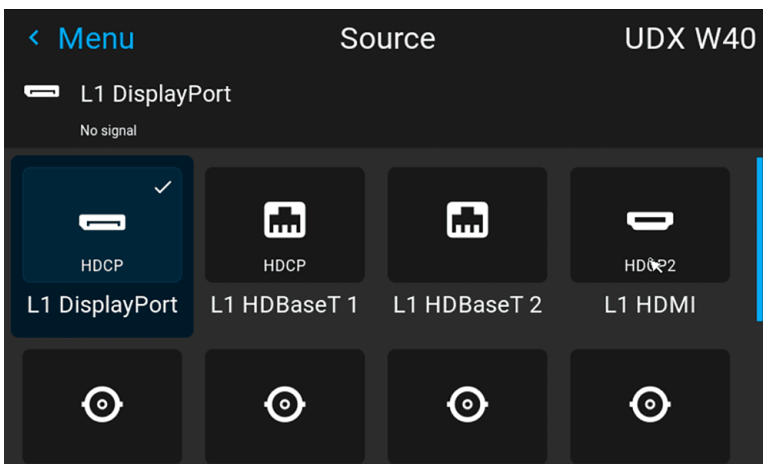 Menu
Source
UDX W40
L1 DisplayPort
No signal
HDCP
HDCP
HDCP2
L1 DisplayPort
L1 HDBaseT 1
L1 HDBaseT 2
L1 HDMI